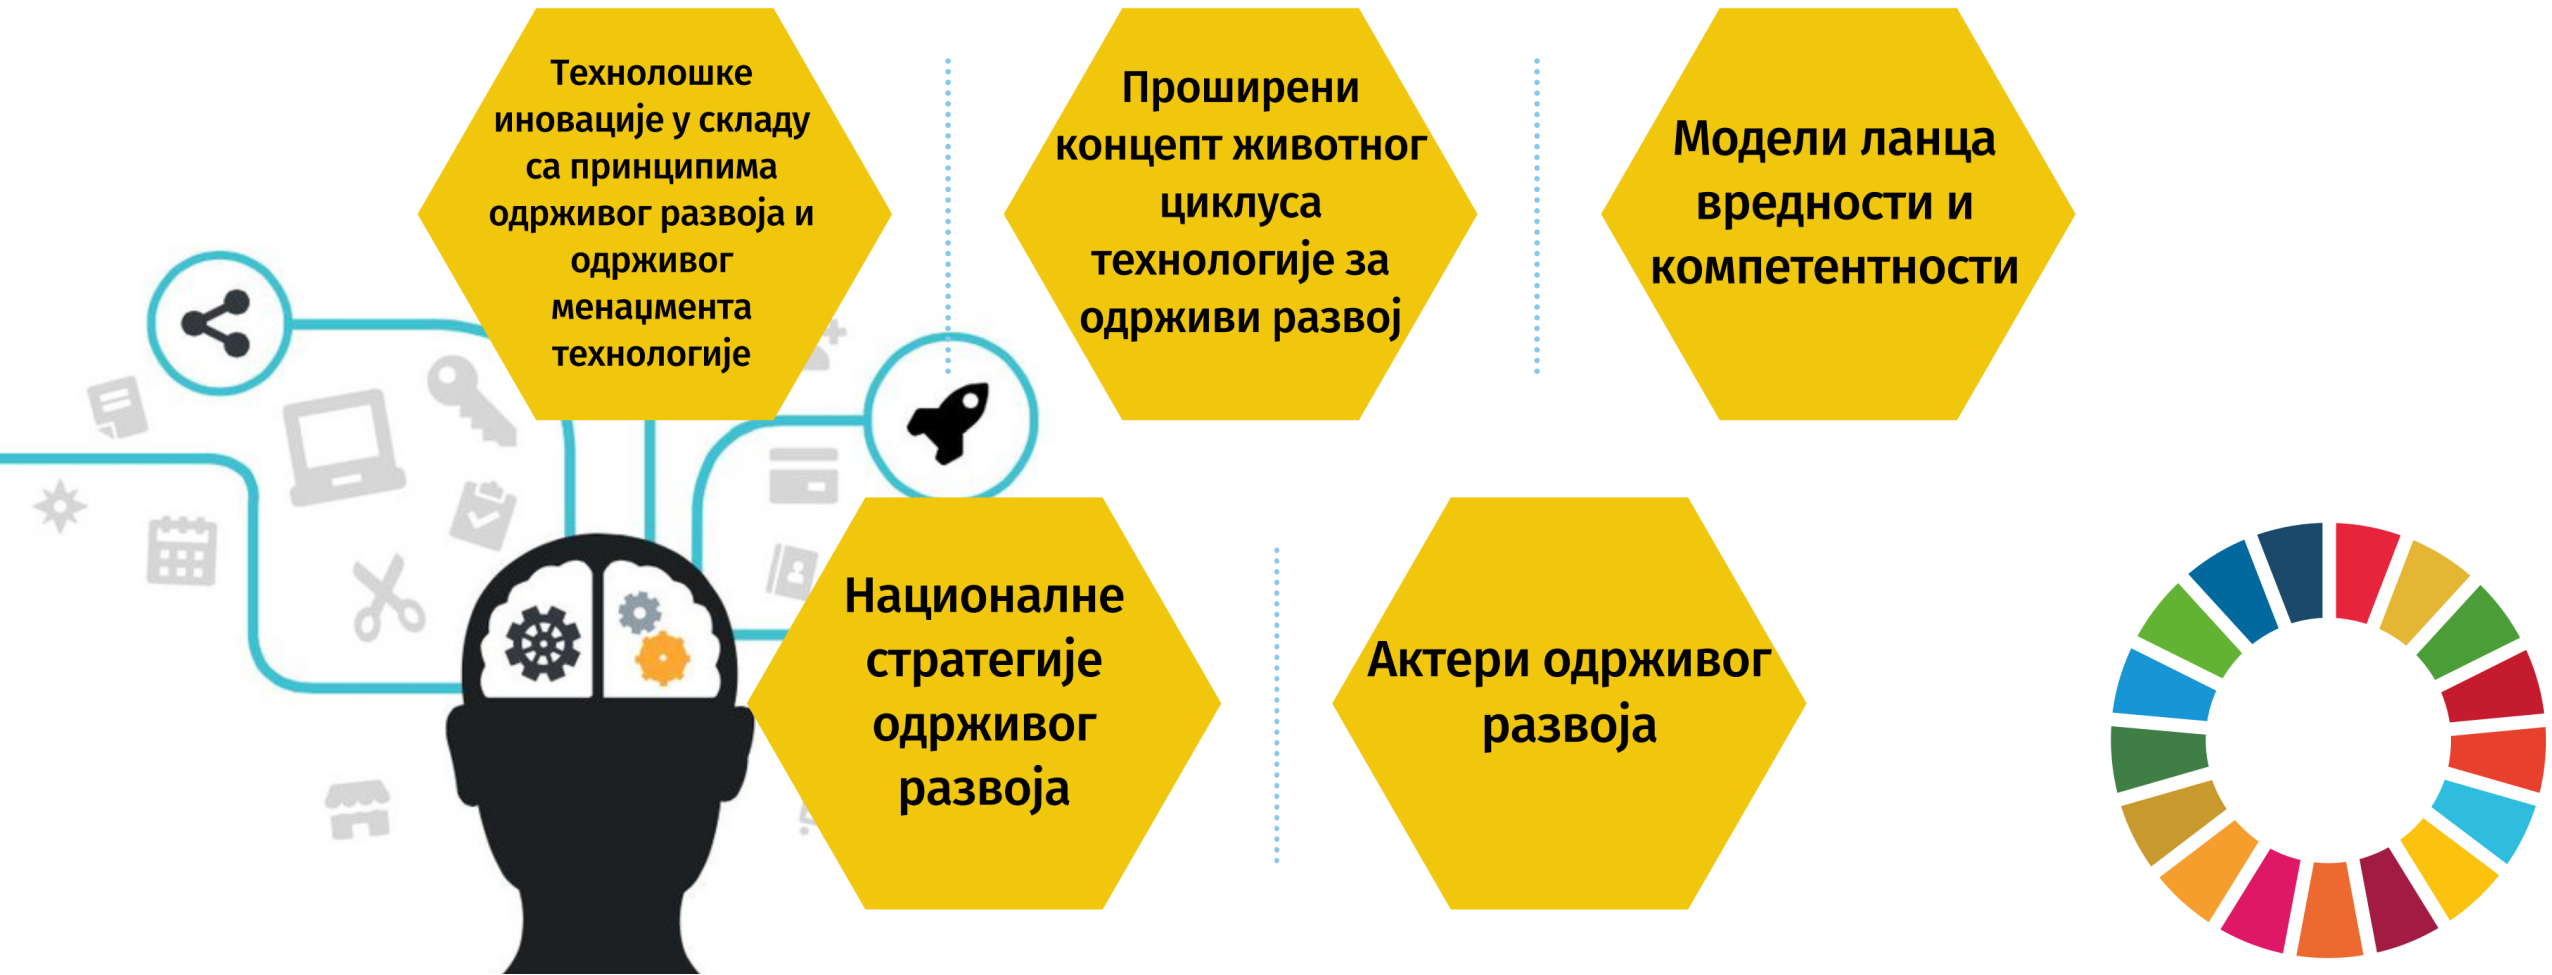 Технолошке
иновације у складу
са принципима
одрживог развоја и
одрживог
менаџмента
технологије
Проширени
концепт животног
циклуса
технологије за
одрживи развој
Модели ланца
вредности и
компетентности
Националне
стратегије
одрживог
развоја
Актери одрживог
развоја